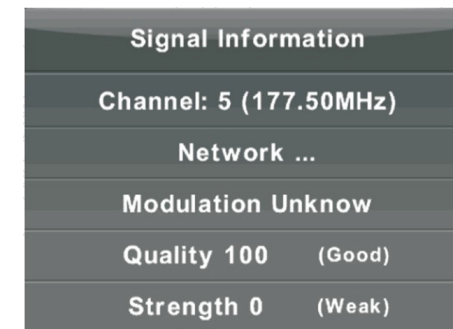 Signal Information
Channel: 5 (177.50MHz)
Network ...
Modulation Unknow
Quality 100 (Good)
Strength 0 (Weak)